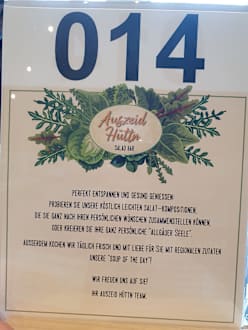 014
Auszeid
Hüttn
SALAD BAR
PERFEKT ENTSPANNEN UND GESUND GENIESSEN
PROBIEREN SIE UNSERE KÖSTLICH LEICHTEN SALAT-KOMPOSITIONEN,
DIE SIE GANZ NACH IHREN PERSÖNLICHEN WÜNSCHEN ZUSAMMENSTELLEN KÖNNEN.
ODER KREIEREN SIE IHRE GANZ PERSÖNLICHE "ALLGÄUER SEELE".
AUSSERDEM KOCHEN WIR TÄGLICH FRISCH UND MIT LIEBE FÜR SIE MIT REGIONALEN ZUTATEN
UNSERE "SOUP OF THE DAY"!
WIR FREUEN UNS AUF SIE!
IHR AUSZEID HÜTTN TEAM.